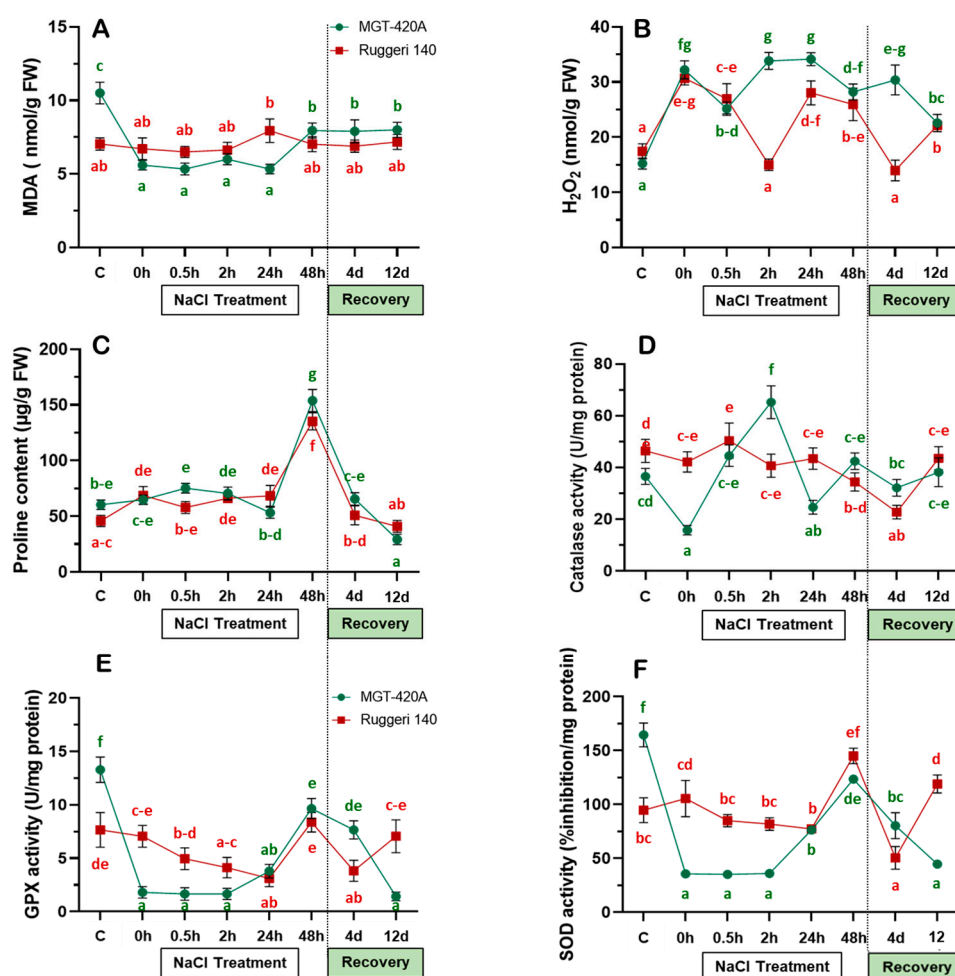 A
MGT-420A
Ruggeri 140
MDA ( nmol/g FW)
15
10
5
0
c
ab
ab
ab
b
b
b
b
ab
a
a
a
a
ab
ab
ab
C
0h
0.5h
2h
24h
48h
4d
12d
NaCl Treatment
Recovery
B
H₂O₂ (nmol/g FW)
40
30
20
10
0
fg
c-e
g
g
d-f
e-g
bc
a
e-g
b-d
d-f
b-e
b
a
a
a
C
0h
0.5h
2h
24h
48h
4d
12d
NaCl Treatment
Recovery
C
Proline content (µg/g FW)
200
150
100
50
0
g
f
b-e
de
e
de
de
c-e
ab
a-c
c-e
b-e
de
b-d
b-d
a
C
0h
0.5h
2h
24h
48h
4d
12d
NaCl Treatment
Recovery
D
Catalase actvity (U/mg protein)
80
60
40
20
0
d
e
c-e
e
f
c-e
c-e
bc
c-e
cd
a
c-e
c-e
ab
b-d
ab
c-e
C
0h
0.5h
2h
24h
48h
4d
12d
NaCl Treatment
Recovery
E
MGT-420A
Ruggeri 140
GPX activity (U/mg protein)
20
15
10
5
0
f
c-e
b-d
a-c
ab
e
de
c-e
de
a
a
a
ab
e
ab
a
C
0h
0.5h
2h
24h
48h
4d
12d
NaCl Treatment
Recovery
F
SOD activity (%inhibition/mg protein)
200
150
100
50
0
f
cd
bc
bc
b
ef
bc
d
bc
a
a
a
b
de
a
a
C
0h
0.5h
2h
24h
48h
4d
12
NaCl Treatment
Recovery